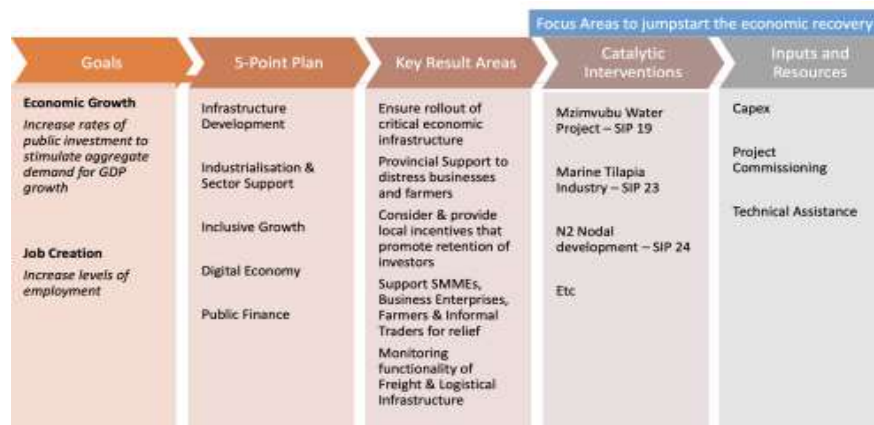 Focus Areas to jumpstart the economic recovery
Goals
5-Point Plan
Key Result Areas
Catalytic
Interventions
Inputs and
Resources
Economic Growth
Increase rates of
public investment to
stimulate aggregate
demand for GDP
growth
Job Creation
Increase levels of
employment
Infrastructure
Development
Industrialisation &
Sector Support
Inclusive Growth
Digital Economy
Public Finance
Ensure rollout of
critical economic
infrastructure
Provincial Support to
distress businesses
and farmers
Consider & provide
local incentives that
promote retention of
investors
Support SMMEs,
Business Enterprises,
Farmers & Informal
Traders for relief
Monitoring
functionality of
Freight & Logistical
Infrastructure
Mzimvubu Water
Project – SIP 19
Marine Tilapia
Industry – SIP 23
N2 Nodal
development – SIP 24
Etc
Capex
Project
Commissioning
Technical Assistance